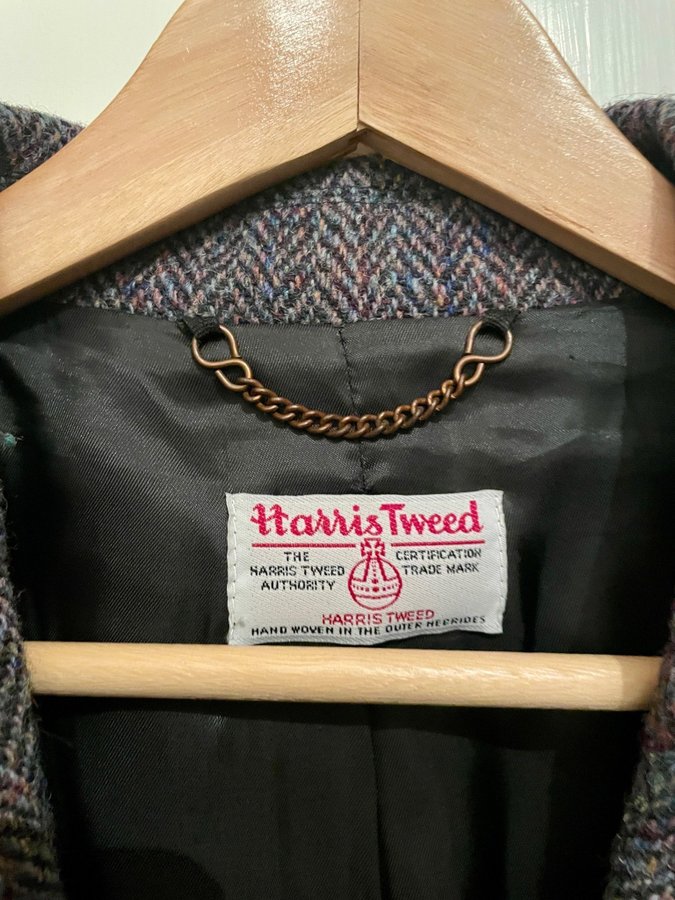 Harris Tweed
THE CERTIFICATION
HARRIS TWEED TRADE MARK
AUTHORITY
HARRIS TWEED
HAND WOVEN IN THE OUTER HEBRIDES